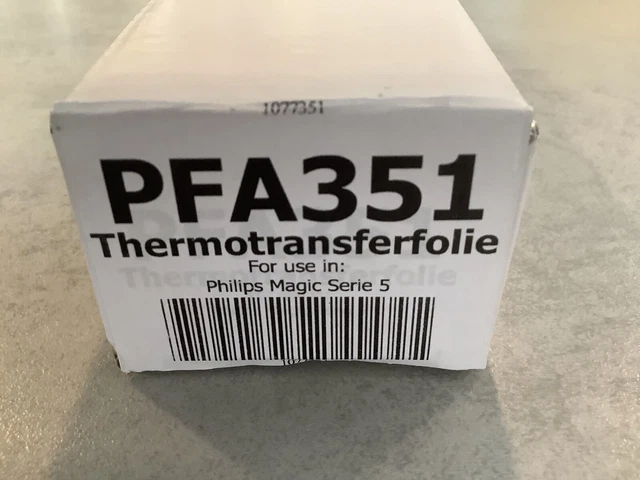 1077351
PFA351
Thermotransferfolie
For use in:
Philips Magic Serie 5